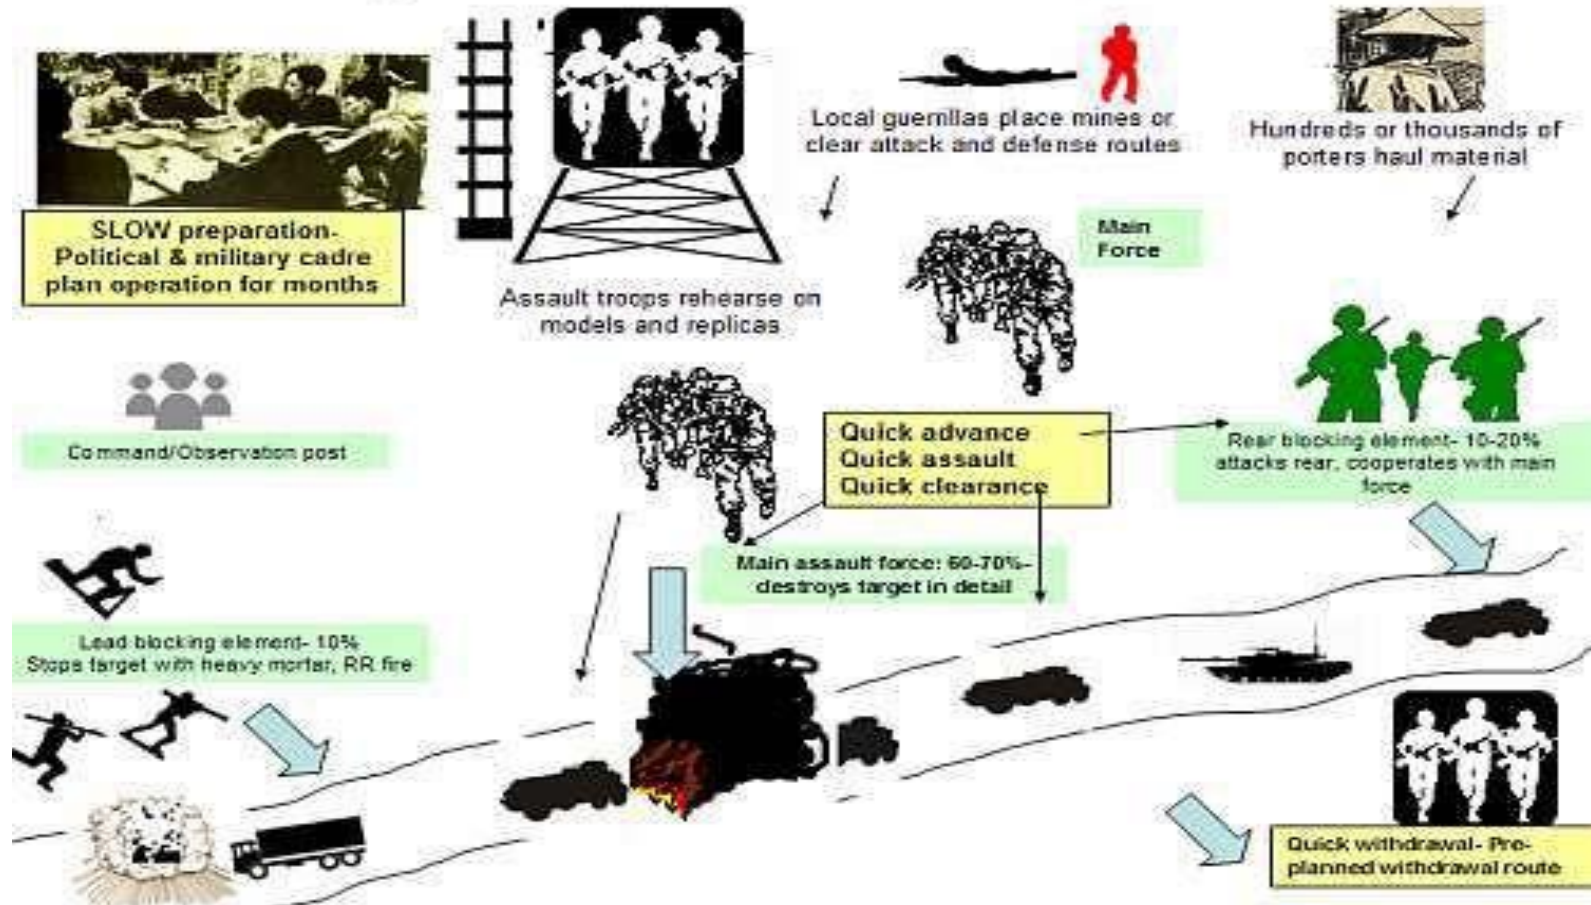 SLOW preparation-
Political & military cadre
plan operation for months
Assault troops rehearse on
models and replicas
Local guerrillas place mines or
clear attack and defense routes
Hundreds or thousands of
porters haul material
Main
Force
Command/Observation post
Quick advance
Quick assault
Quick clearance
Rear blocking element- 10-20%
attacks rear, cooperates with main
force
Main assault force: 60-70%-
destroys target in detail
Lead blocking element- 10%
Stops target with heavy mortar, RR fire
Quick withdrawal- Pre-
planned withdrawal route